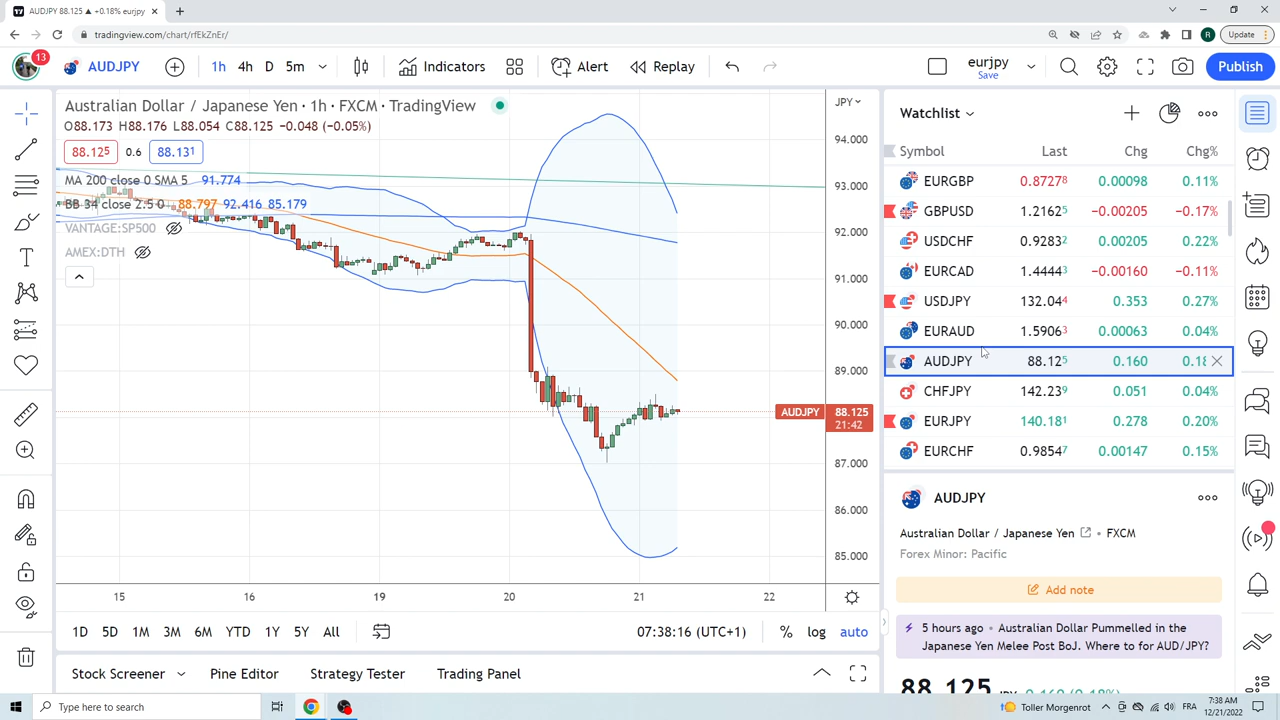 AUDJPY 88.125 ▲ +0.18% eurjpy
tradingview.com/chart/rfEkZnEr/
R
Update
13
AUDJPY
1h 4h D 5m
Indicators
Alert
Replay
eurjpy
Save
Publish
Australian Dollar / Japanese Yen · 1h · FXCM · TradingView
O88.173 H88.176 L88.054 C88.125 −0.048 (−0.05%)
88.125 0.6 88.131
MA 200 close 0 SMA 5 91.774
BB 34 close 2.5 0 88.797 92.416 85.179
VANTAGE:SP500
AMEX:DTH
JPY
94.000
93.000
92.000
91.000
90.000
89.000
AUDJPY 88.125
21:42
87.000
86.000
85.000
15 16 19 20 21 22
1D 5D 1M 3M 6M YTD 1Y 5Y All
07:38:16 (UTC+1) % log auto
Stock Screener Pine Editor Strategy Tester Trading Panel
Watchlist
Symbol Last Chg Chg%
EURGBP 0.87278 0.00098 0.11%
GBPUSD 1.21625 −0.00205 −0.17%
USDCHF 0.92832 0.00205 0.22%
EURCAD 1.44443 −0.00160 −0.11%
USDJPY 132.044 0.353 0.27%
EURAUD 1.59063 0.00063 0.04%
AUDJPY 88.125 0.160 0.18
CHFJPY 142.239 0.051 0.04%
EURJPY 140.181 0.278 0.20%
EURCHF 0.98547 0.00147 0.15%
AUDJPY
Australian Dollar / Japanese Yen • FXCM
Forex Minor: Pacific
Add note
5 hours ago • Australian Dollar Pummelled in the
Japanese Yen Melee Post BoJ. Where to for AUD/JPY?
88.125 JPY 0.160 (0.18%)
Type here to search
Toller Morgenrot
FRA
7:38 AM
12/21/2022